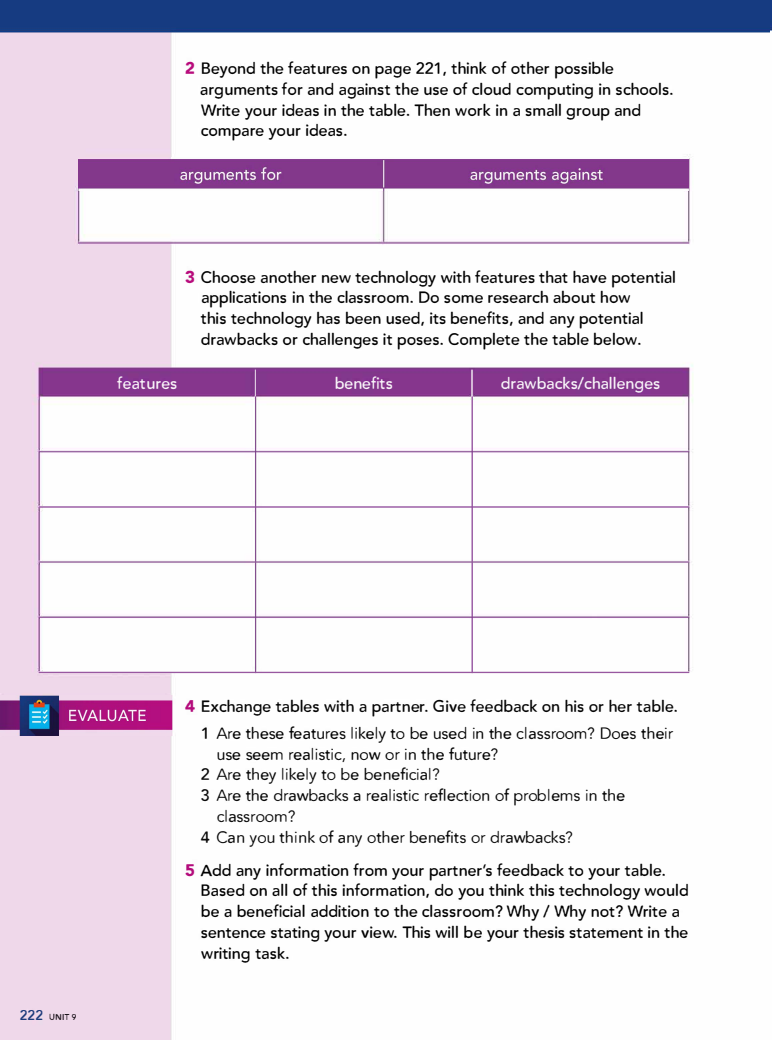 2 Beyond the features on page 221, think of other possible
arguments for and against the use of cloud computing in schools.
Write your ideas in the table. Then work in a small group and
compare your ideas.
arguments for
arguments against
3 Choose another new technology with features that have potential
applications in the classroom. Do some research about how
this technology has been used, its benefits, and any potential
drawbacks or challenges it poses. Complete the table below.
features
benefits
drawbacks/challenges
EVALUATE
4 Exchange tables with a partner. Give feedback on his or her table.
1 Are these features likely to be used in the classroom? Does their
use seem realistic, now or in the future?
2 Are they likely to be beneficial?
3 Are the drawbacks a realistic reflection of problems in the
classroom?
4 Can you think of any other benefits or drawbacks?
5 Add any information from your partner's feedback to your table.
Based on all of this information, do you think this technology would
be a beneficial addition to the classroom? Why / Why not? Write a
sentence stating your view. This will be your thesis statement in the
writing task.
222 UNIT 9